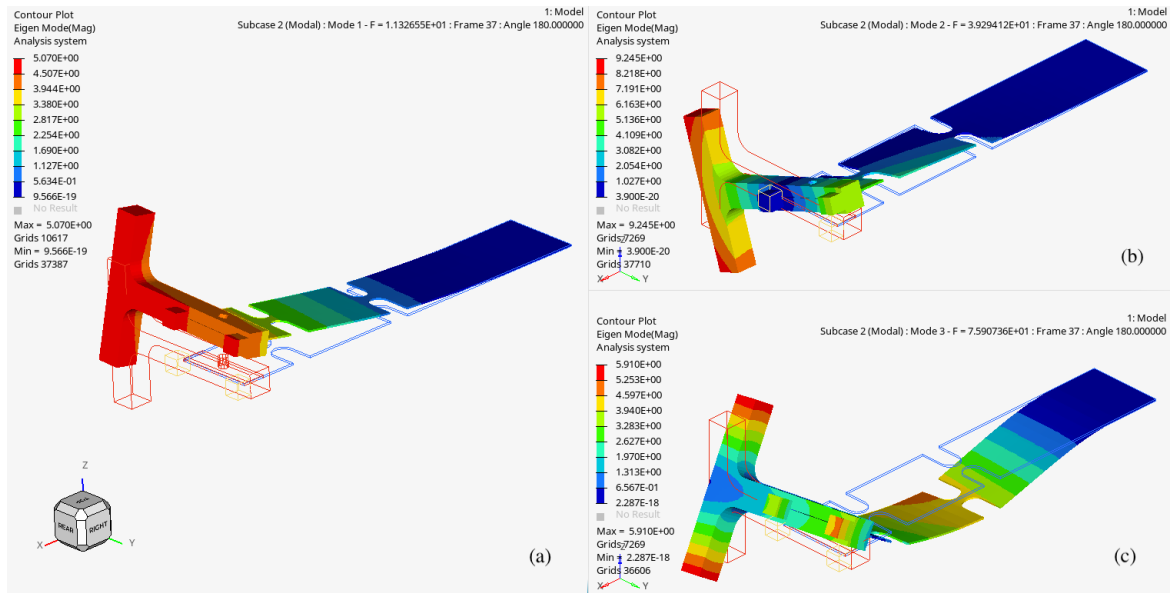 Contour Plot
Eigen Mode(Mag)
Analysis system
1: Model
Subcase 2 (Modal) : Mode 1 - F = 1.132655E+01 : Frame 37 : Angle 180.000000
5.070E+00
4.507E+00
3.944E+00
3.380E+00
2.817E+00
2.254E+00
1.690E+00
1.127E+00
5.634E-01
9.566E-19
No Result
Max = 5.070E+00
Grids 10617
Min = 9.566E-19
Grids 37387
Z
REAR
RIGHT
X
Y
(a)
Contour Plot
Eigen Mode(Mag)
Analysis system
1: Model
Subcase 2 (Modal) : Mode 2 - F = 3.929412E+01 : Frame 37 : Angle 180.000000
9.245E+00
8.218E+00
7.191E+00
6.163E+00
5.136E+00
4.109E+00
3.082E+00
2.054E+00
1.027E+00
3.900E-20
No Result
Max = 9.245E+00
Grids 7269
Min = 3.900E-20
Grids 37710
X
Y
(b)
Contour Plot
Eigen Mode(Mag)
Analysis system
1: Model
Subcase 2 (Modal) : Mode 3 - F = 7.590736E+01 : Frame 37 : Angle 180.000000
5.910E+00
5.253E+00
4.597E+00
3.940E+00
3.283E+00
2.627E+00
1.970E+00
1.313E+00
6.567E-01
2.287E-18
No Result
Max = 5.910E+00
Grids 7269
Min = 2.287E-18
Grids 36606
X
Y
(c)